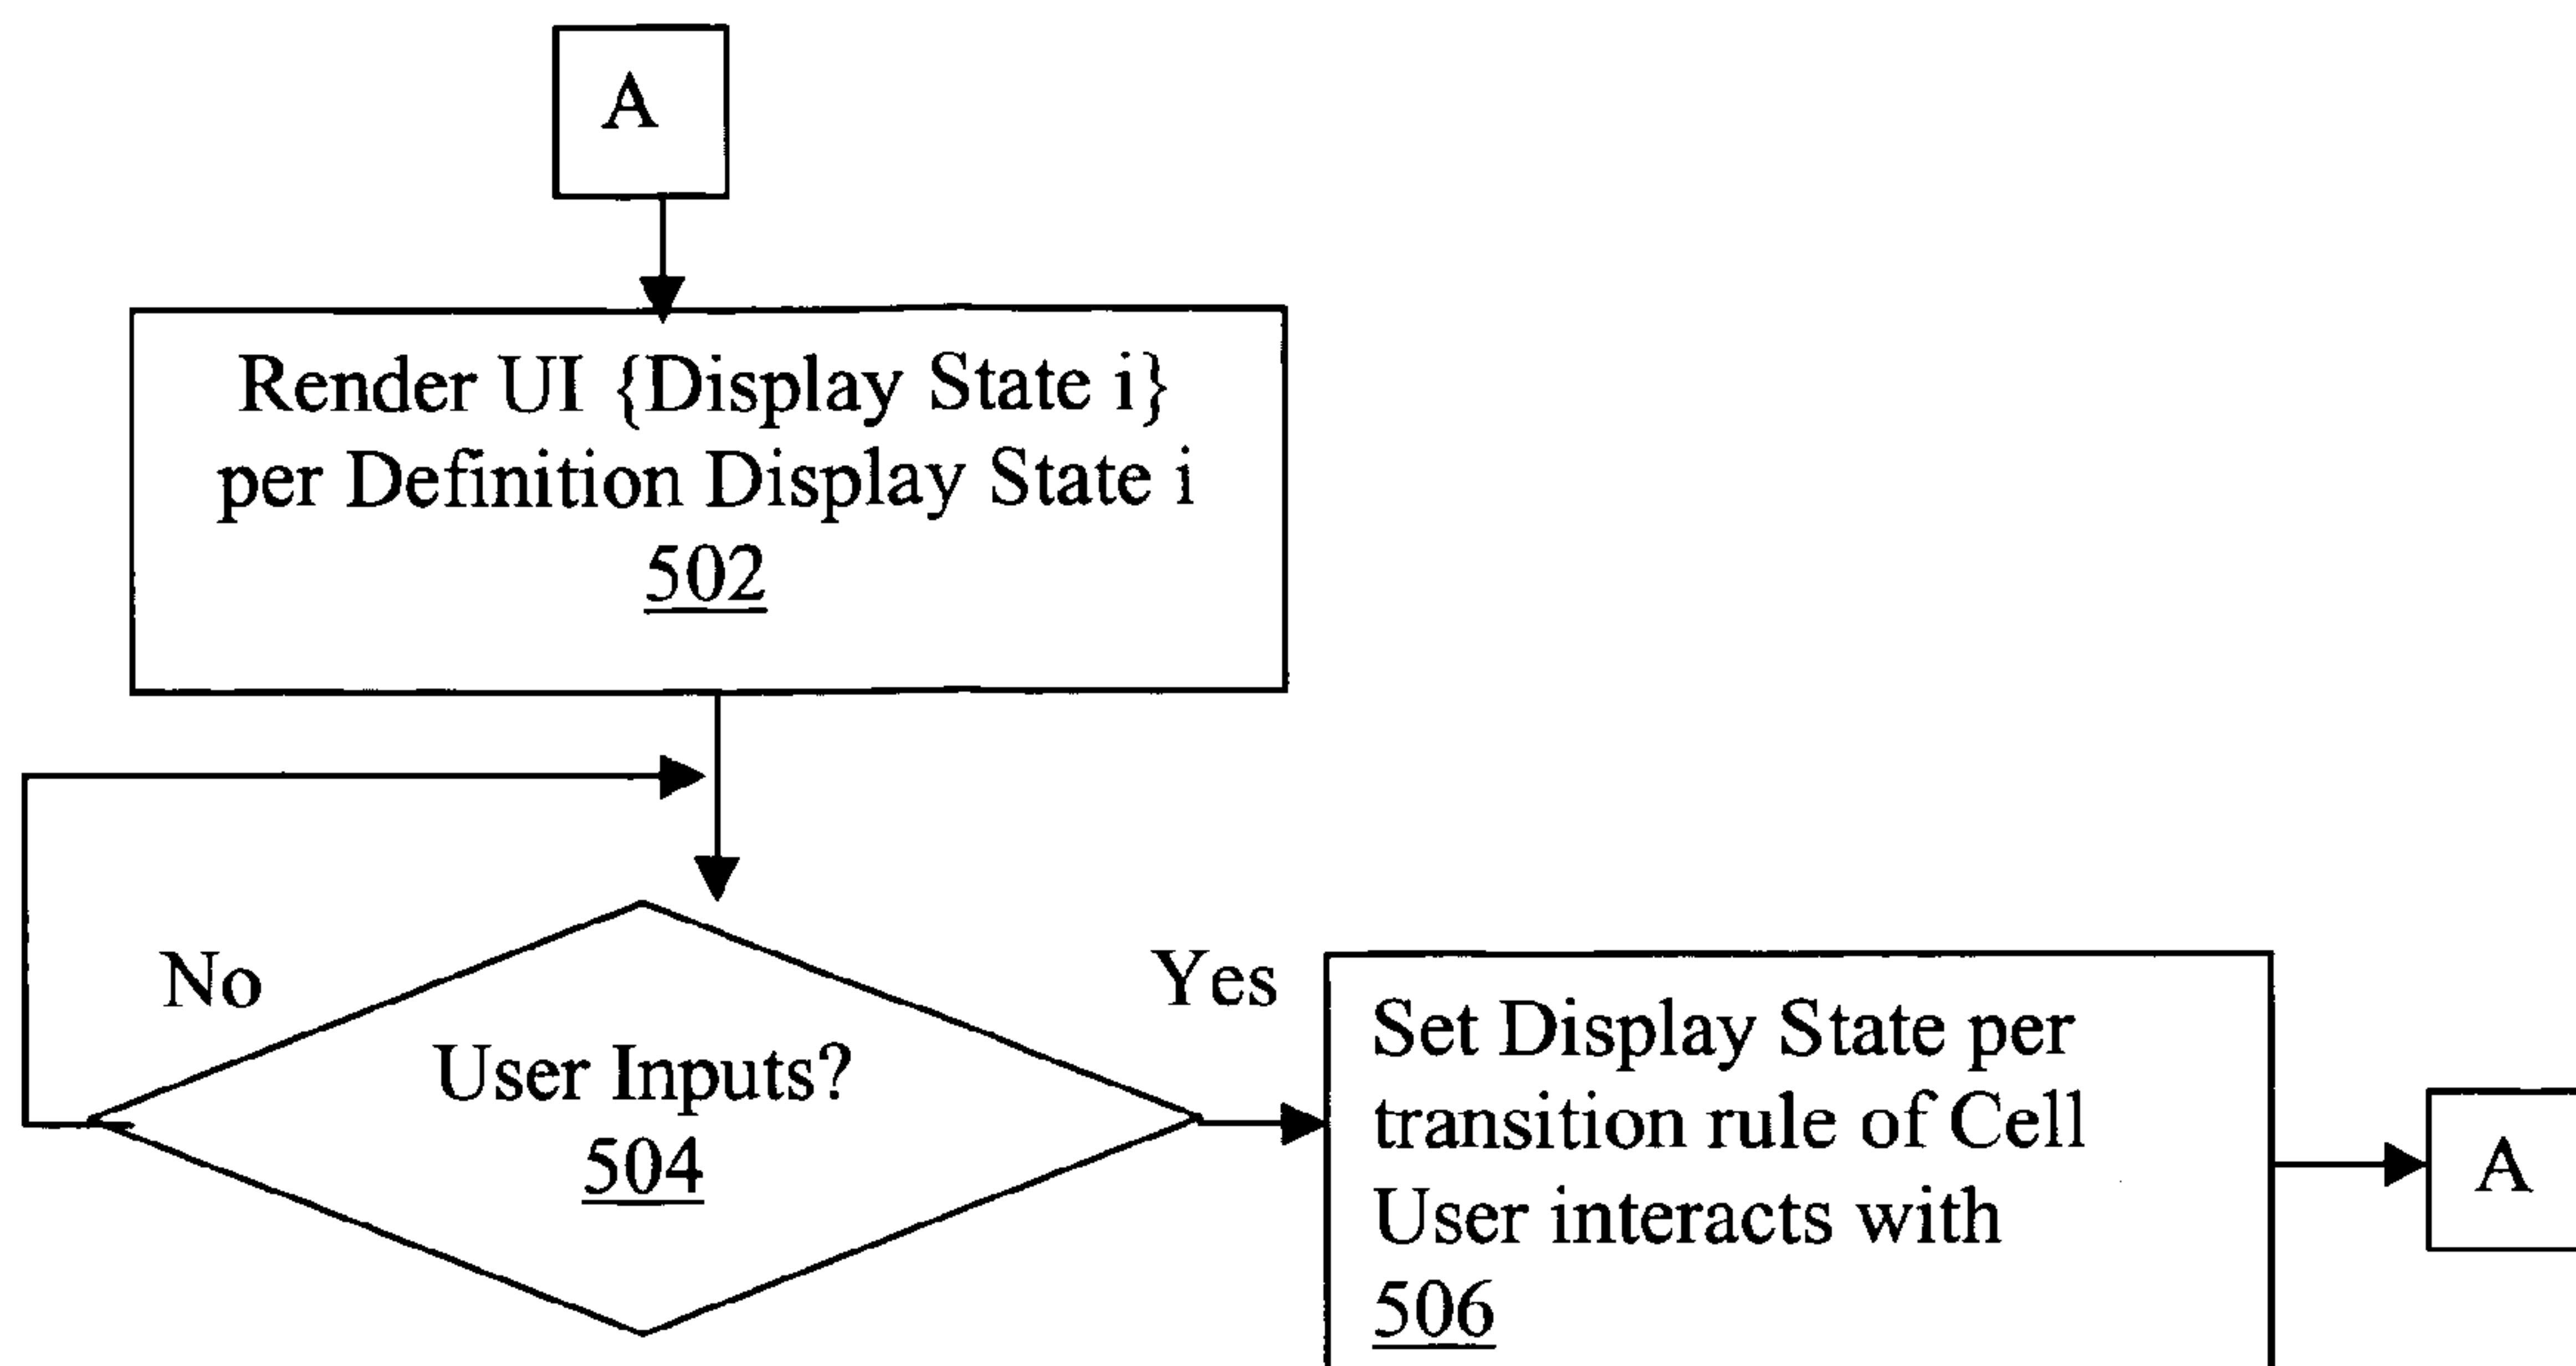 A
Render UI {Display State i}
per Definition Display State i
502
No
Yes
User Inputs?
504
Set Display State per
transition rule of Cell
User interacts with
506
A